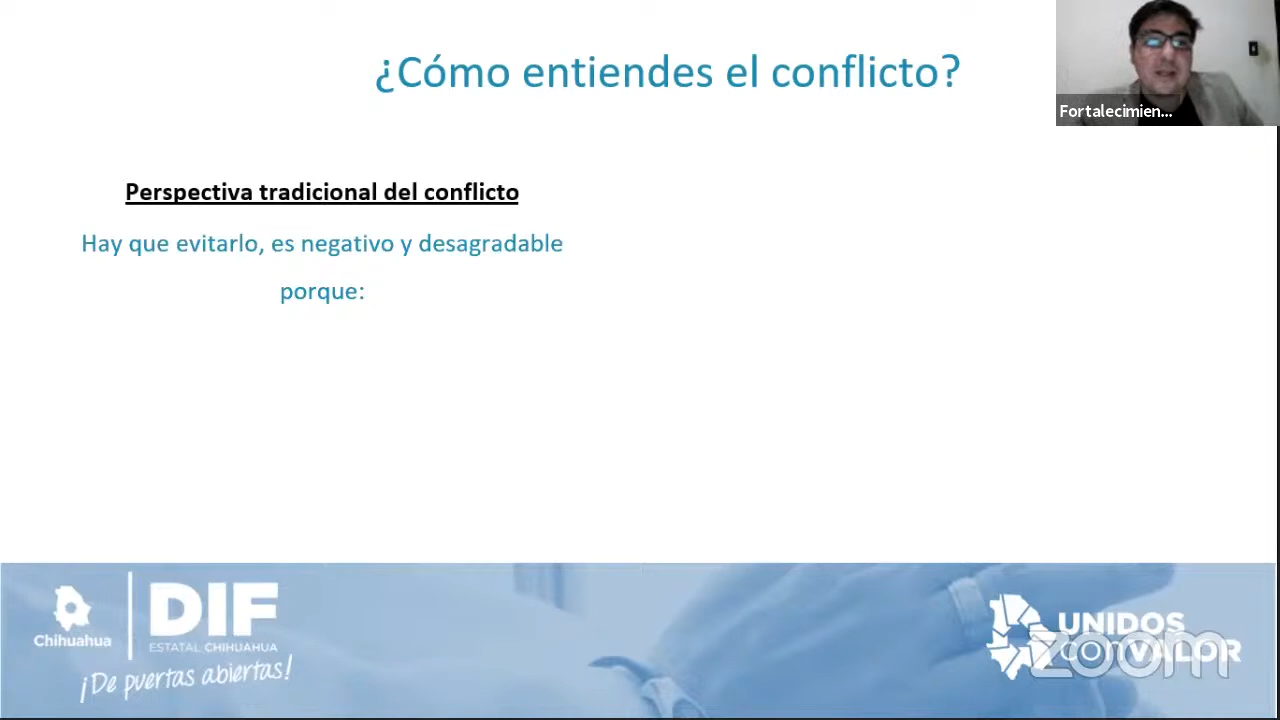 ¿Cómo entiendes el conflicto?
Fortalecimien...
Perspectiva tradicional del conflicto
Hay que evitarlo, es negativo y desagradable
porque:
Chihuahua
DIF
ESTATAL CHIHUAHUA
¡De puertas abiertas!
UNIDOS
conVALOR
zoom